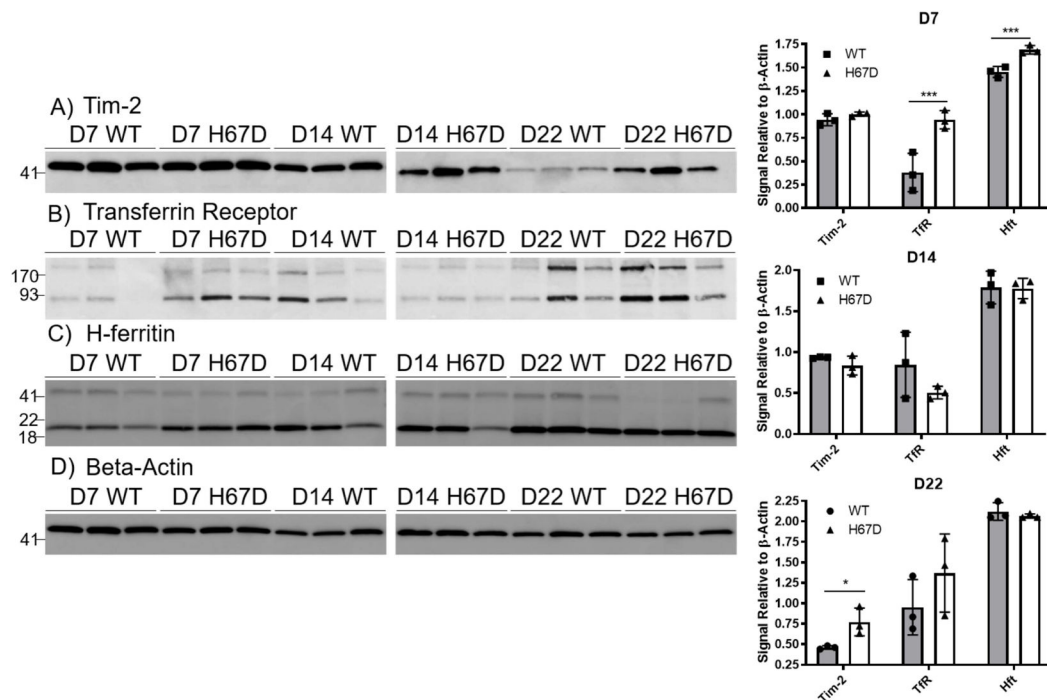 A) Tim-2
D7 WT D7 H67D D14 WT D14 H67D D22 WT D22 H67D
41
B) Transferrin Receptor
D7 WT D7 H67D D14 WT D14 H67D D22 WT D22 H67D
170
93
C) H-ferritin
D7 WT D7 H67D D14 WT D14 H67D D22 WT D22 H67D
41
22
18
D) Beta-Actin
D7 WT D7 H67D D14 WT D14 H67D D22 WT D22 H67D
41
D7
Signal Relative to β-Actin
1.75
1.50
1.25
1.00
0.75
0.50
0.25
0.00
WT
H67D
***
***
Tim-2 TfR Hft
D14
Signal Relative to β-Actin
2.0
1.5
1.0
0.5
0.0
WT
H67D
Tim-2 TfR Hft
D22
Signal Relative to β-Actin
2.25
2.00
1.75
1.50
1.25
1.00
0.75
0.50
0.25
WT
H67D
*
Tim-2 TfR Hft